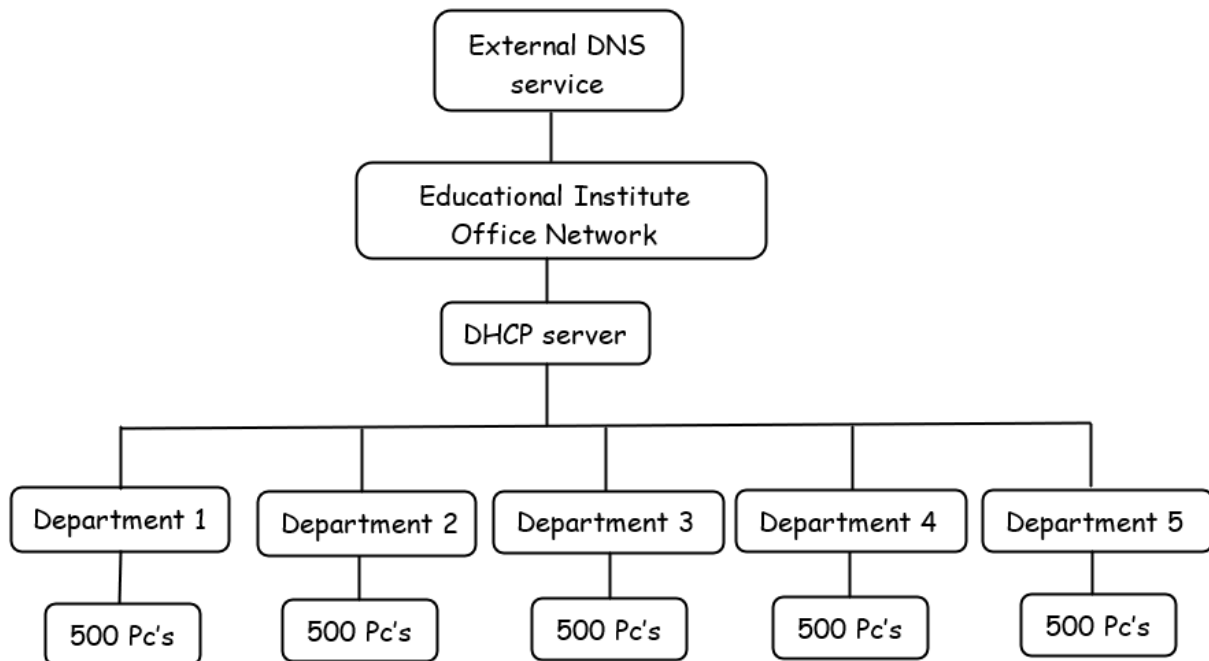 External DNS
service
Educational Institute
Office Network
DHCP server
Department 1
Department 2
Department 3
Department 4
Department 5
500 Pc's
500 Pc's
500 Pc's
500 Pc's
500 Pc's